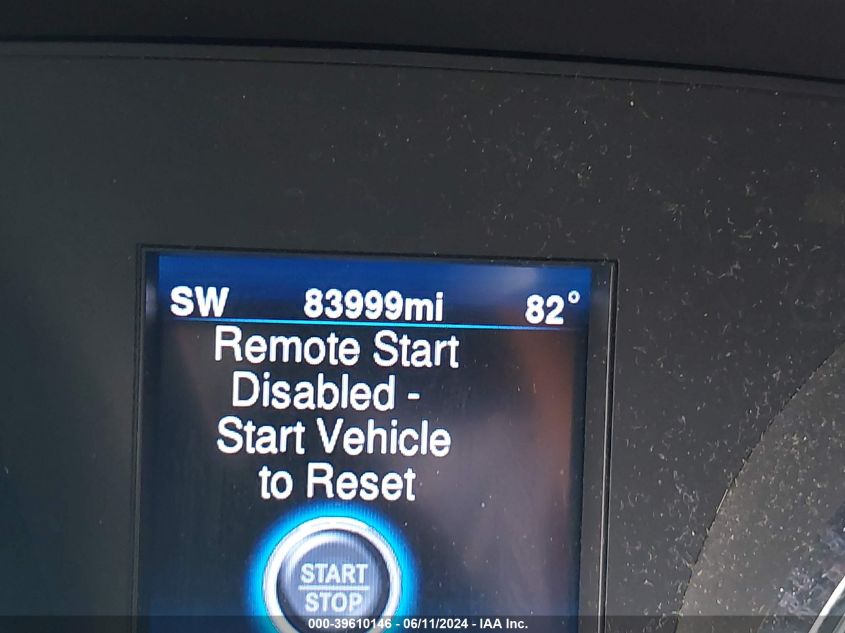 SW 83999mi 82°
Remote Start
Disabled -
Start Vehicle
to Reset
START
STOP
000-39610146 - 06/11/2024 - IAA Inc.